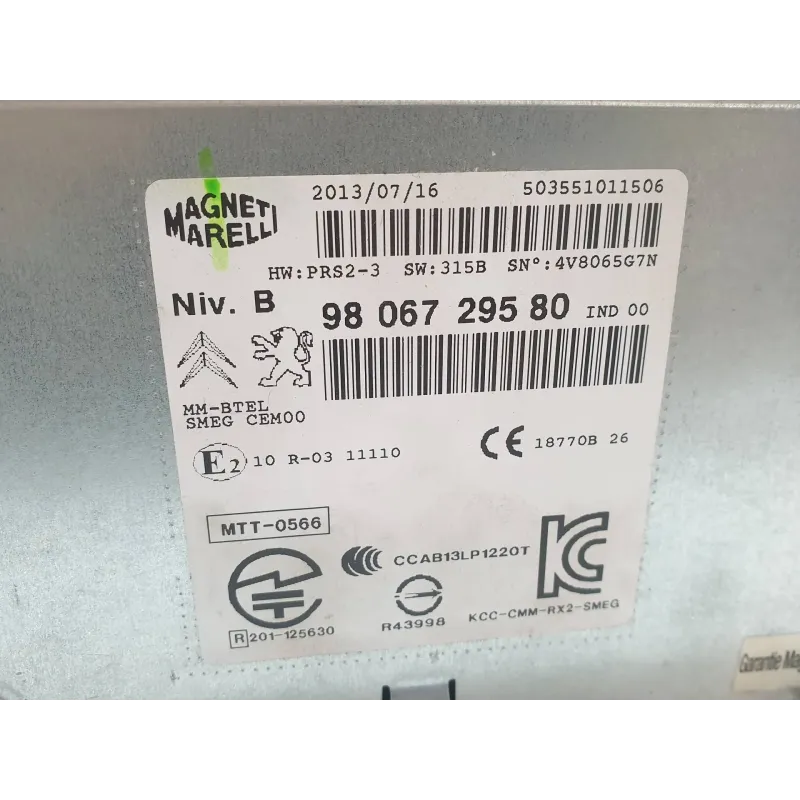 MAGNETI
MARELLI
2013/07/16 503551011506
HW:PRS2-3 SW:315B SN°:4V8065G7N
Niv. B 98 067 295 80 IND 00
MM-BTEL
SMEG CEM00
E2 10 R-03 11110
CE 18770B 26
MTT-0566
CCAB13LP1220T
R 201-125630
R43998
KCC-CMM-RX2-SMEG
Garantie Mag